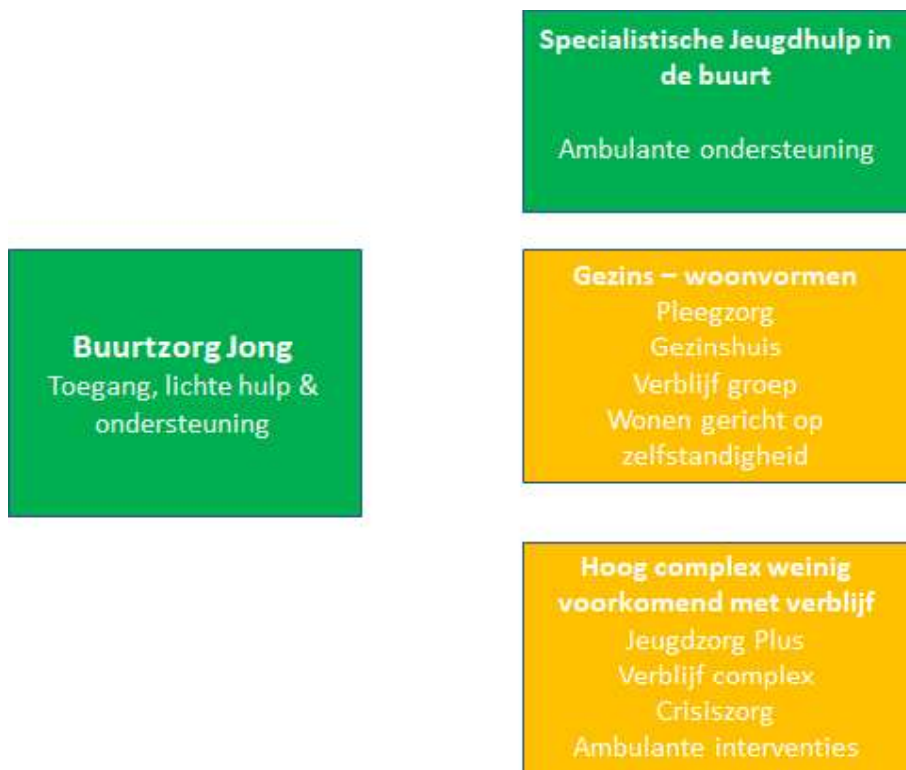 Specialistische Jeugdhulp in
de buurt
Ambulante ondersteuning
Buurtzorg Jong
Toegang, lichte hulp &
ondersteuning
Gezins – woonvormen
Pleegzorg
Gezinshuis
Verblijf groep
Wonen gericht op
zelfstandigheid
Hoog complex weinig
voorkomend met verblijf
Jeugdzorg Plus
Verblijf complex
Crisiszorg
Ambulante interventies